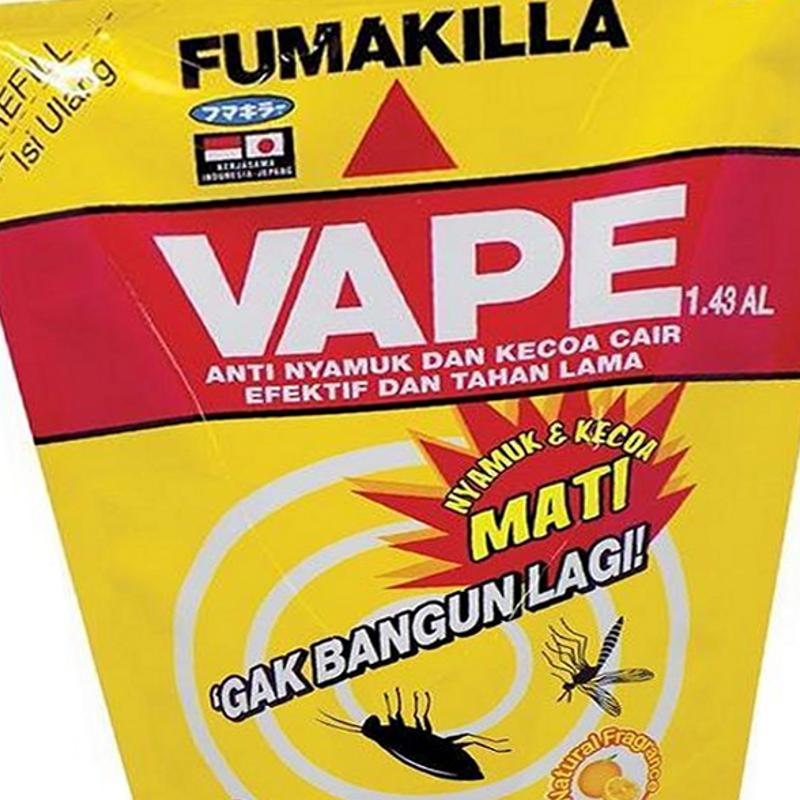 REFILL
Isi Ulang
FUMAKILLA
フマキラー
KERJASAMA
INDONESIA-JEPANG
VAPE
1.43 AL
ANTI NYAMUK DAN KECOA CAIR
EFEKTIF DAN TAHAN LAMA
NYAMUK & KECOA
MATI
'GAK BANGUN LAGI!
Natural Fragrance